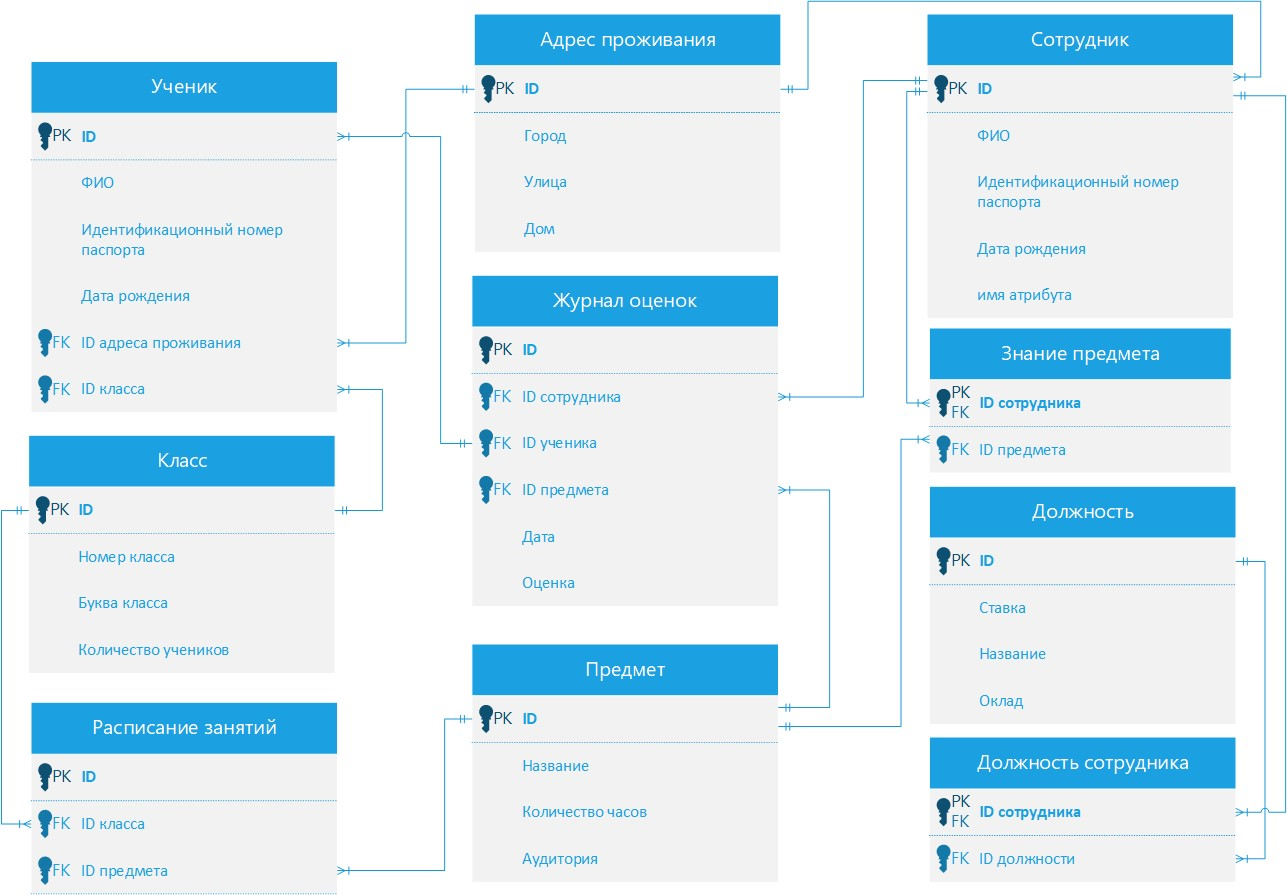 Ученик
PK ID
ФИО
Идентификационный номер
паспорта
Дата рождения
FK ID адреса проживания
FK ID класса
Класс
PK ID
Номер класса
Буква класса
Количество учеников
Расписание занятий
PK ID
FK ID класса
FK ID предмета
Адрес проживания
PK ID
Город
Улица
Дом
Журнал оценок
PK ID
FK ID сотрудника
FK ID ученика
FK ID предмета
Дата
Оценка
Предмет
PK ID
Название
Количество часов
Аудитория
Сотрудник
PK ID
ФИО
Идентификационный номер
паспорта
Дата рождения
имя атрибута
Знание предмета
PK
FK ID сотрудника
FK ID предмета
Должность
PK ID
Ставка
Название
Оклад
Должность сотрудника
PK
FK ID сотрудника
FK ID должности